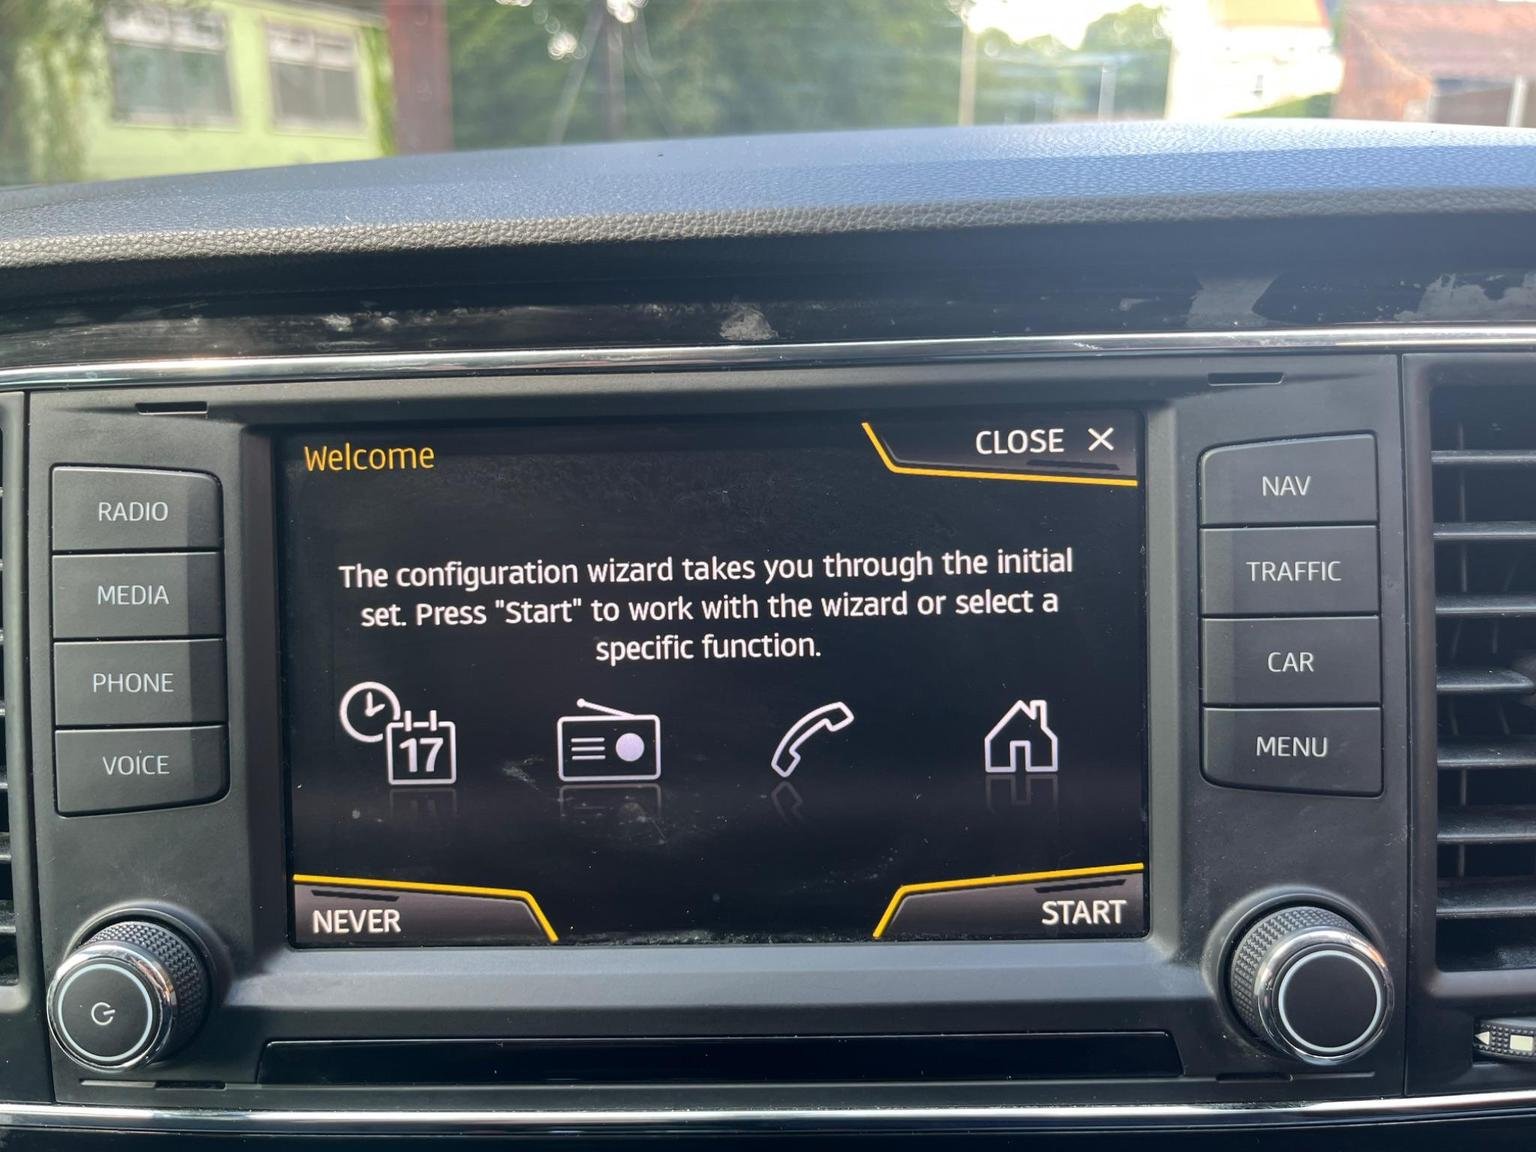 Welcome
CLOSE X
The configuration wizard takes you through the initial
set. Press "Start" to work with the wizard or select a
specific function.
17
NEVER
START
RADIO
MEDIA
PHONE
VOICE
NAV
TRAFFIC
CAR
MENU